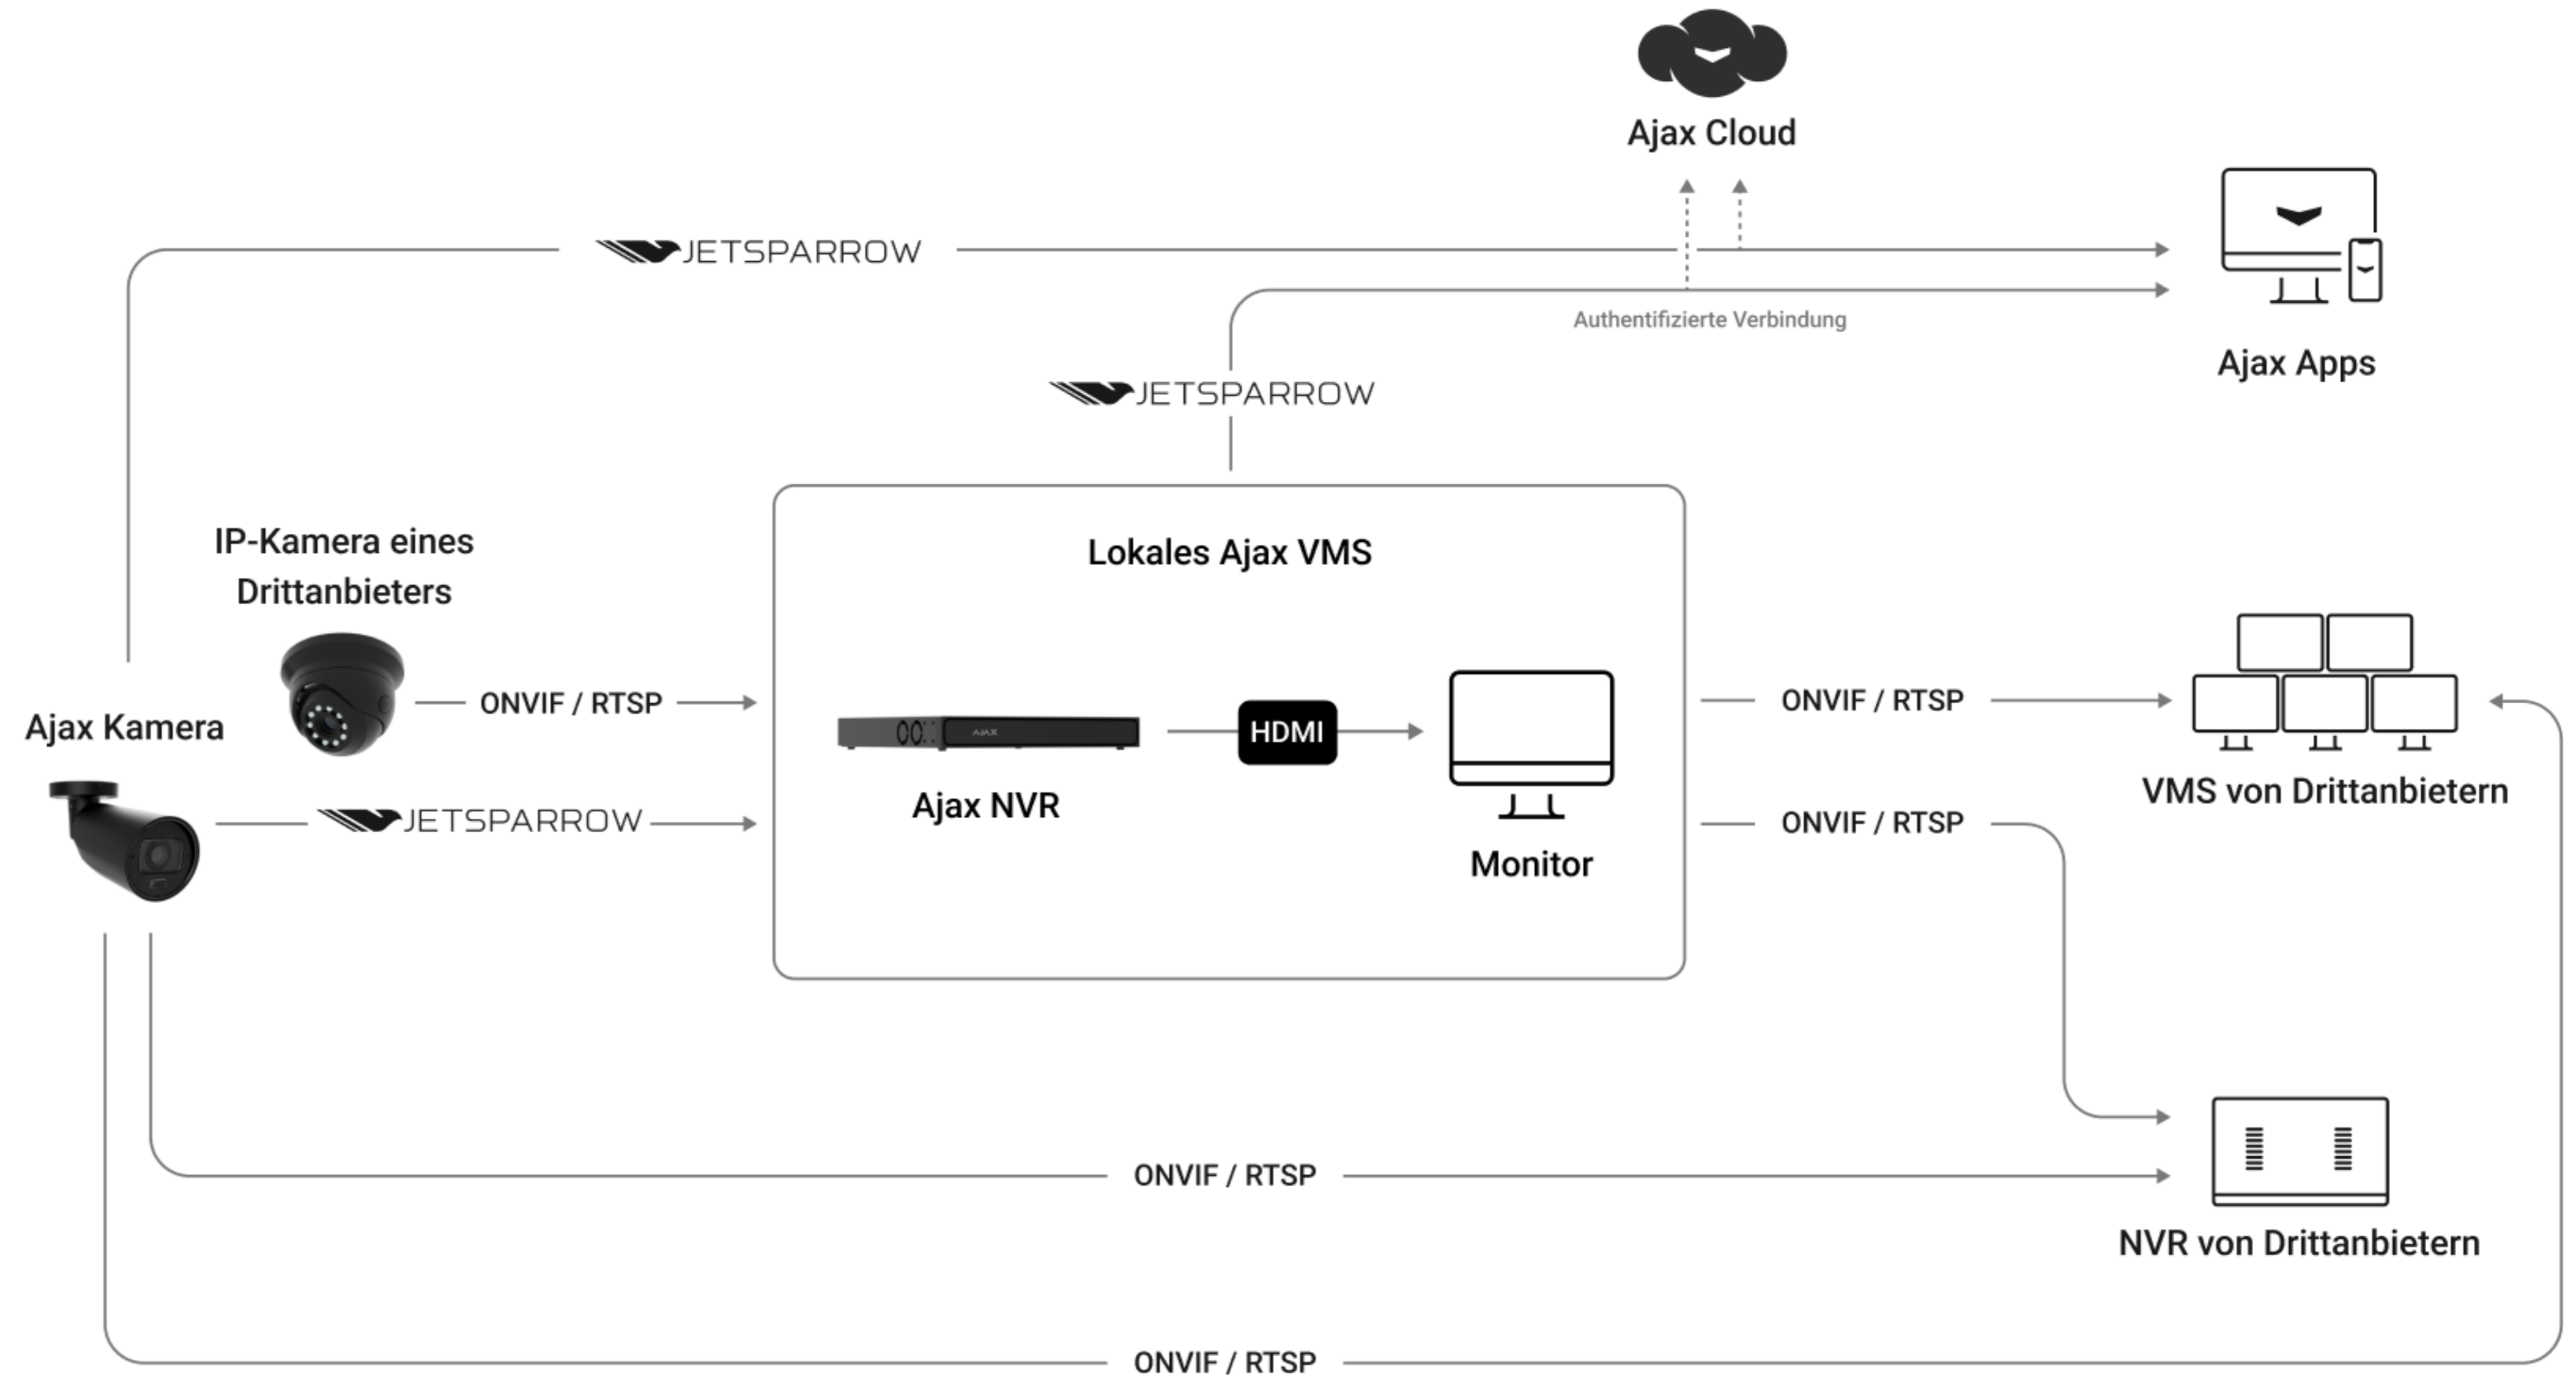 Ajax Cloud
JETSPARROW
Authentifizierte Verbindung
Ajax Apps
JETSPARROW
IP-Kamera eines
Drittanbieters
Lokales Ajax VMS
ONVIF / RTSP
Ajax Kamera
AJAX
HDMI
ONVIF / RTSP
VMS von Drittanbietern
Ajax NVR
JETSPARROW
ONVIF / RTSP
Monitor
ONVIF / RTSP
NVR von Drittanbietern
ONVIF / RTSP